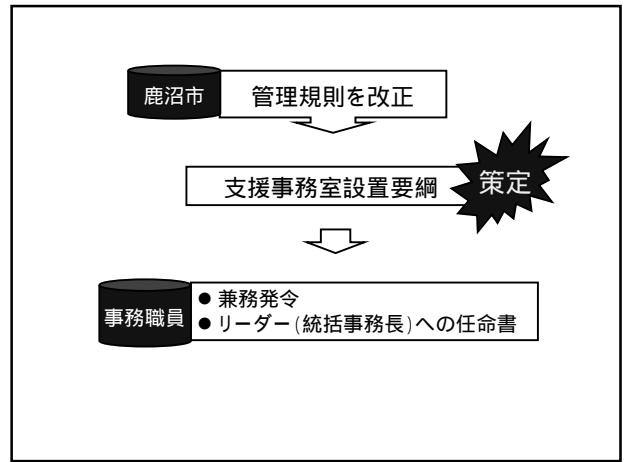 鹿沼市
管理規則を改正
支援事務室設置要綱
策定
事務職員
● 兼務発令
● リーダー(統括事務長)への任命書